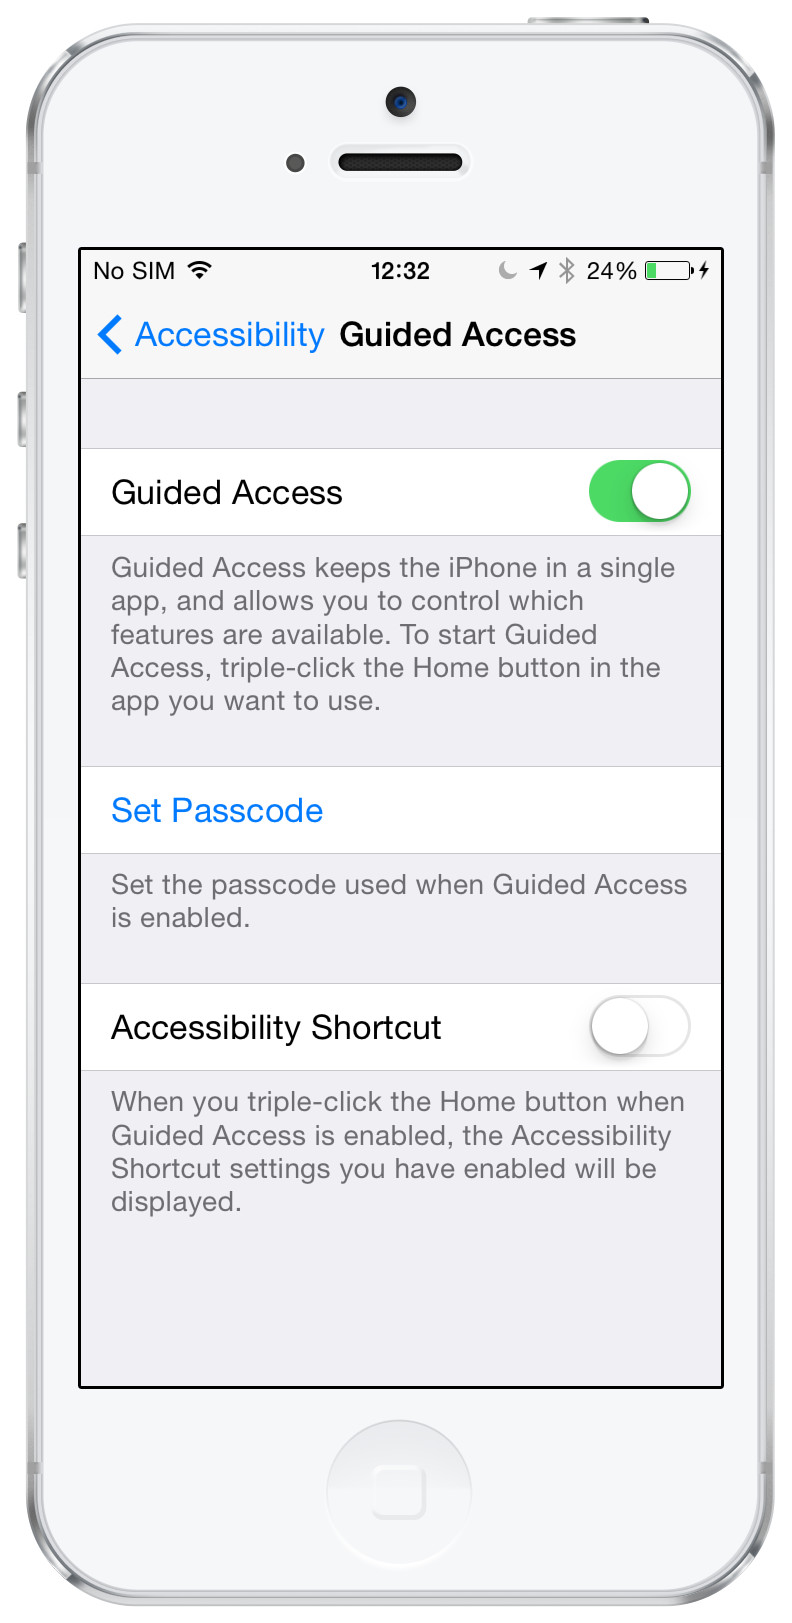 No SIM 12:32 24%
Accessibility Guided Access
Guided Access
Guided Access keeps the iPhone in a single
app, and allows you to control which
features are available. To start Guided
Access, triple-click the Home button in the
app you want to use.
Set Passcode
Set the passcode used when Guided Access
is enabled.
Accessibility Shortcut
When you triple-click the Home button when
Guided Access is enabled, the Accessibility
Shortcut settings you have enabled will be
displayed.